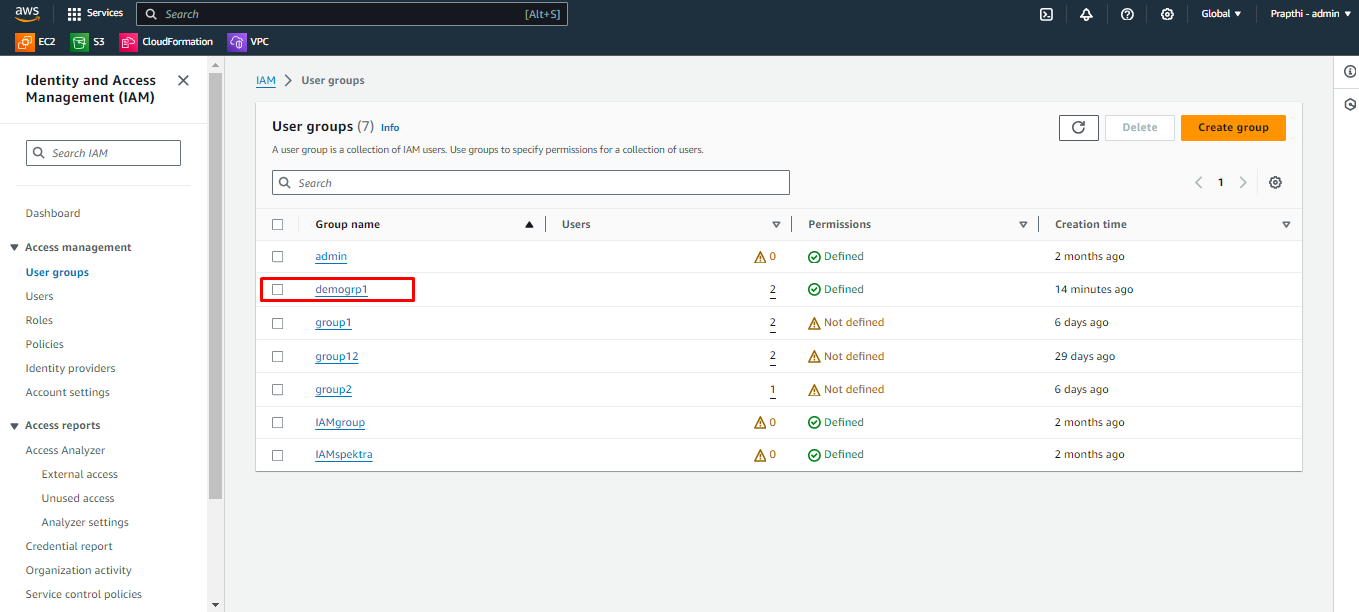 aws Services Search [Alt+S] Global Prapthi - admin
EC2 S3 CloudFormation VPC
Identity and Access
Management (IAM)
Search IAM
Dashboard
Access management
User groups
Users
Roles
Policies
Identity providers
Account settings
Access reports
Access Analyzer
External access
Unused access
Analyzer settings
Credential report
Organization activity
Service control policies
IAM > User groups
User groups (7) Info
Delete Create group
A user group is a collection of IAM users. Use groups to specify permissions for a collection of users.
Search
1
Group name Users Permissions Creation time
admin 0 Defined 2 months ago
demogrp1 2 Defined 14 minutes ago
group1 2 Not defined 6 days ago
group12 2 Not defined 29 days ago
group2 1 Not defined 6 days ago
IAMgroup 0 Defined 2 months ago
IAMspektra 0 Defined 2 months ago